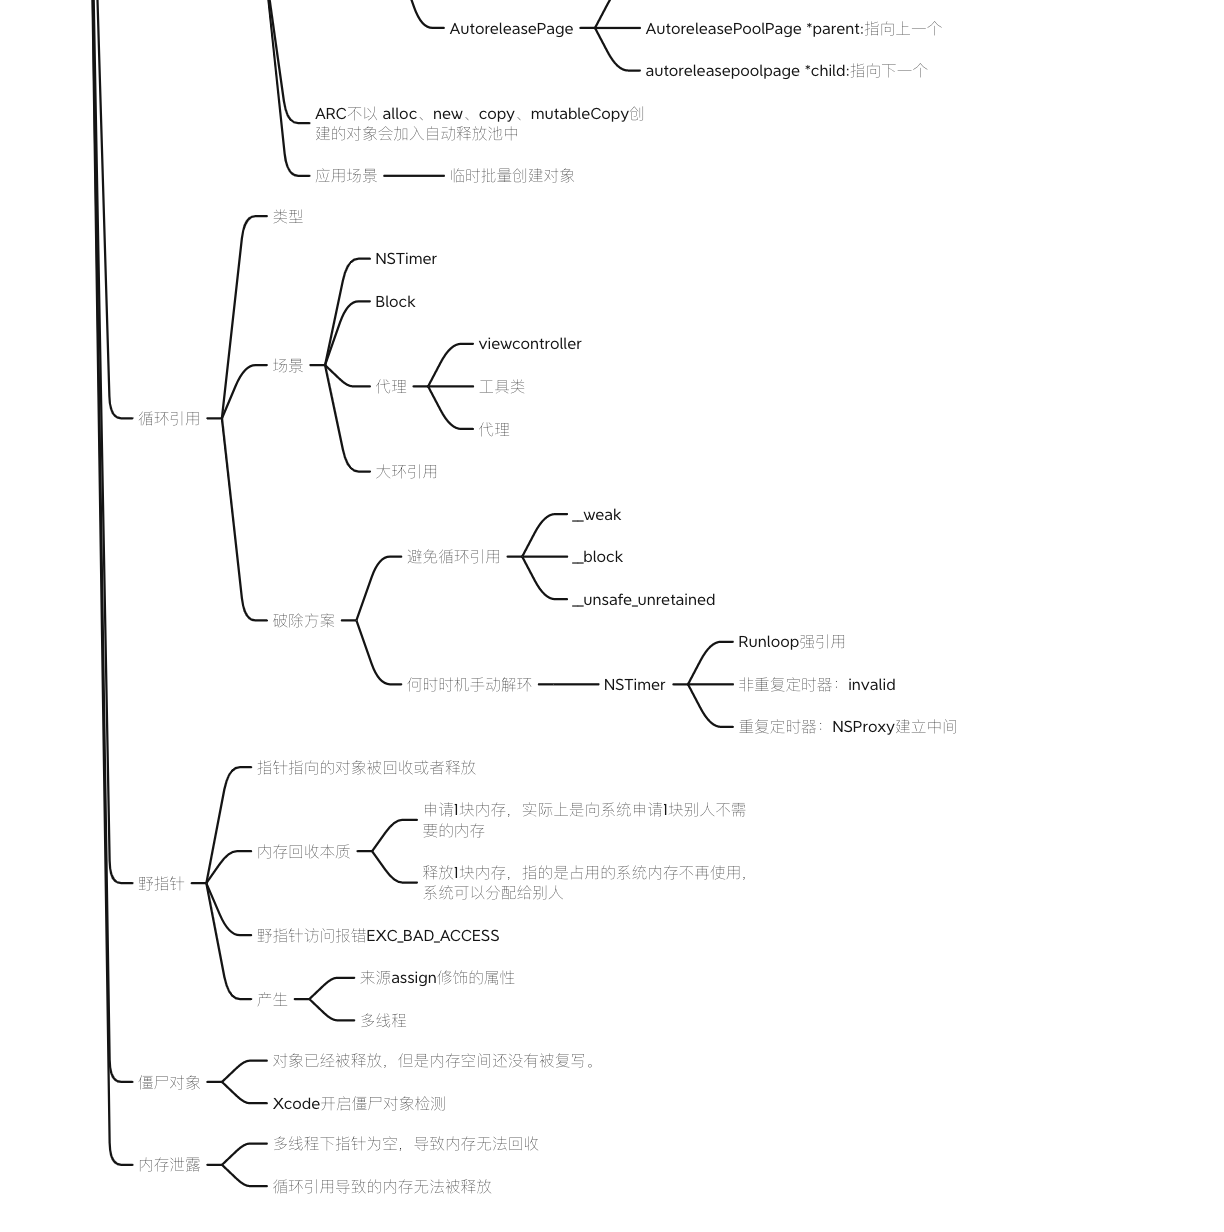 AutoreleasePage
AutoreleasePoolPage *parent:指向上一个
autoreleasepoolpage *child:指向下一个
ARC不以 alloc、new、copy、mutableCopy创
建的对象会加入自动释放池中
应用场景
临时批量创建对象
循环引用
类型
场景
NSTimer
Block
代理
viewcontroller
工具类
代理
大环引用
破除方案
避免循环引用
__weak
__block
__unsafe_unretained
何时时机手动解环
NSTimer
Runloop强引用
非重复定时器：invalid
重复定时器：NSProxy建立中间
野指针
指针指向的对象被回收或者释放
内存回收本质
申请1块内存，实际上是向系统申请1块别人不需
要的内存
释放1块内存，指的是占用的系统内存不再使用，
系统可以分配给别人
野指针访问报错EXC_BAD_ACCESS
产生
来源assign修饰的属性
多线程
僵尸对象
对象已经被释放，但是内存空间还没有被复写。
Xcode开启僵尸对象检测
内存泄露
多线程下指针为空，导致内存无法回收
循环引用导致的内存无法被释放